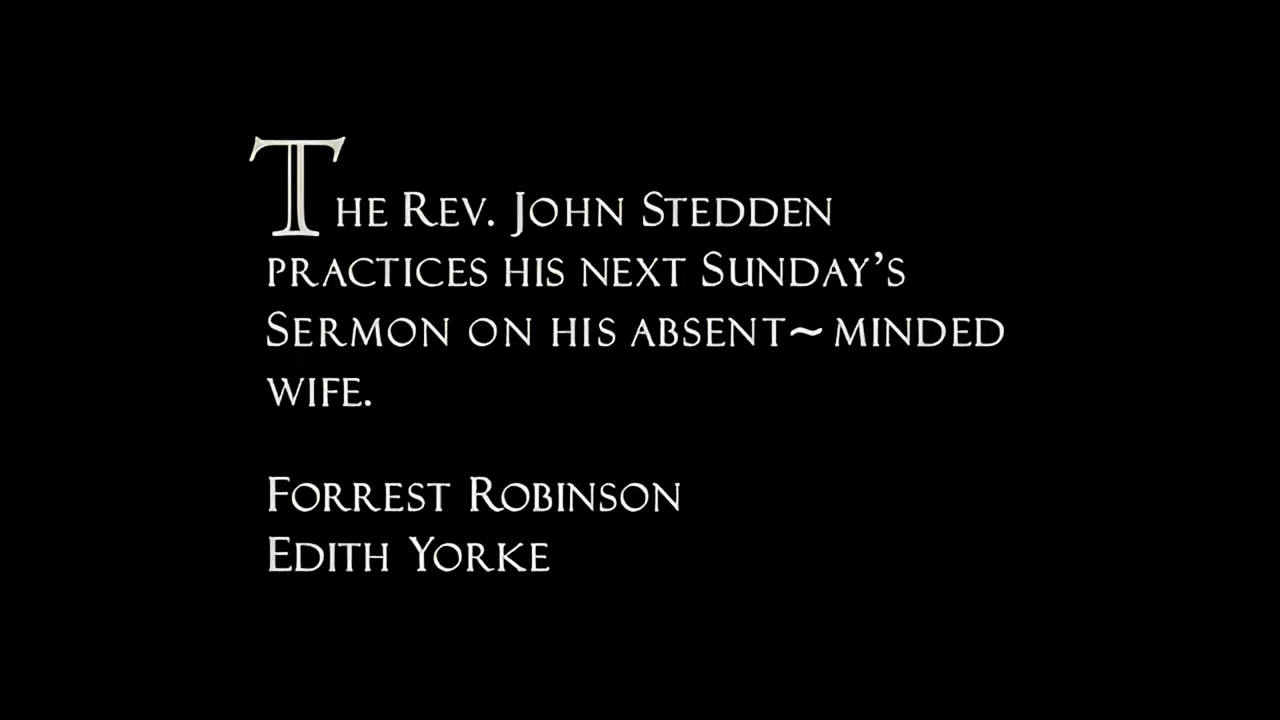 The Rev. John Stedden
practices his next Sunday's
Sermon on his absent~minded
wife.
Forrest Robinson
Edith Yorke